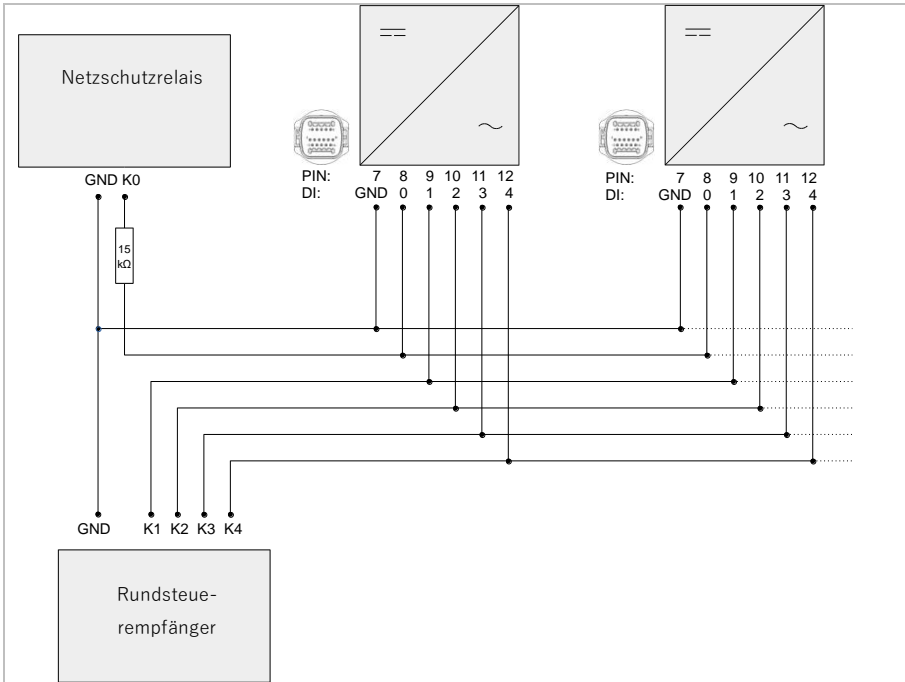 Netzschutzrelais
GND K0
15
kΩ
PIN: 7 8 9 10 11 12
DI: GND 0 1 2 3 4
PIN: 7 8 9 10 11 12
DI: GND 0 1 2 3 4
GND K1 K2 K3 K4
Rundsteue-
rempfänger